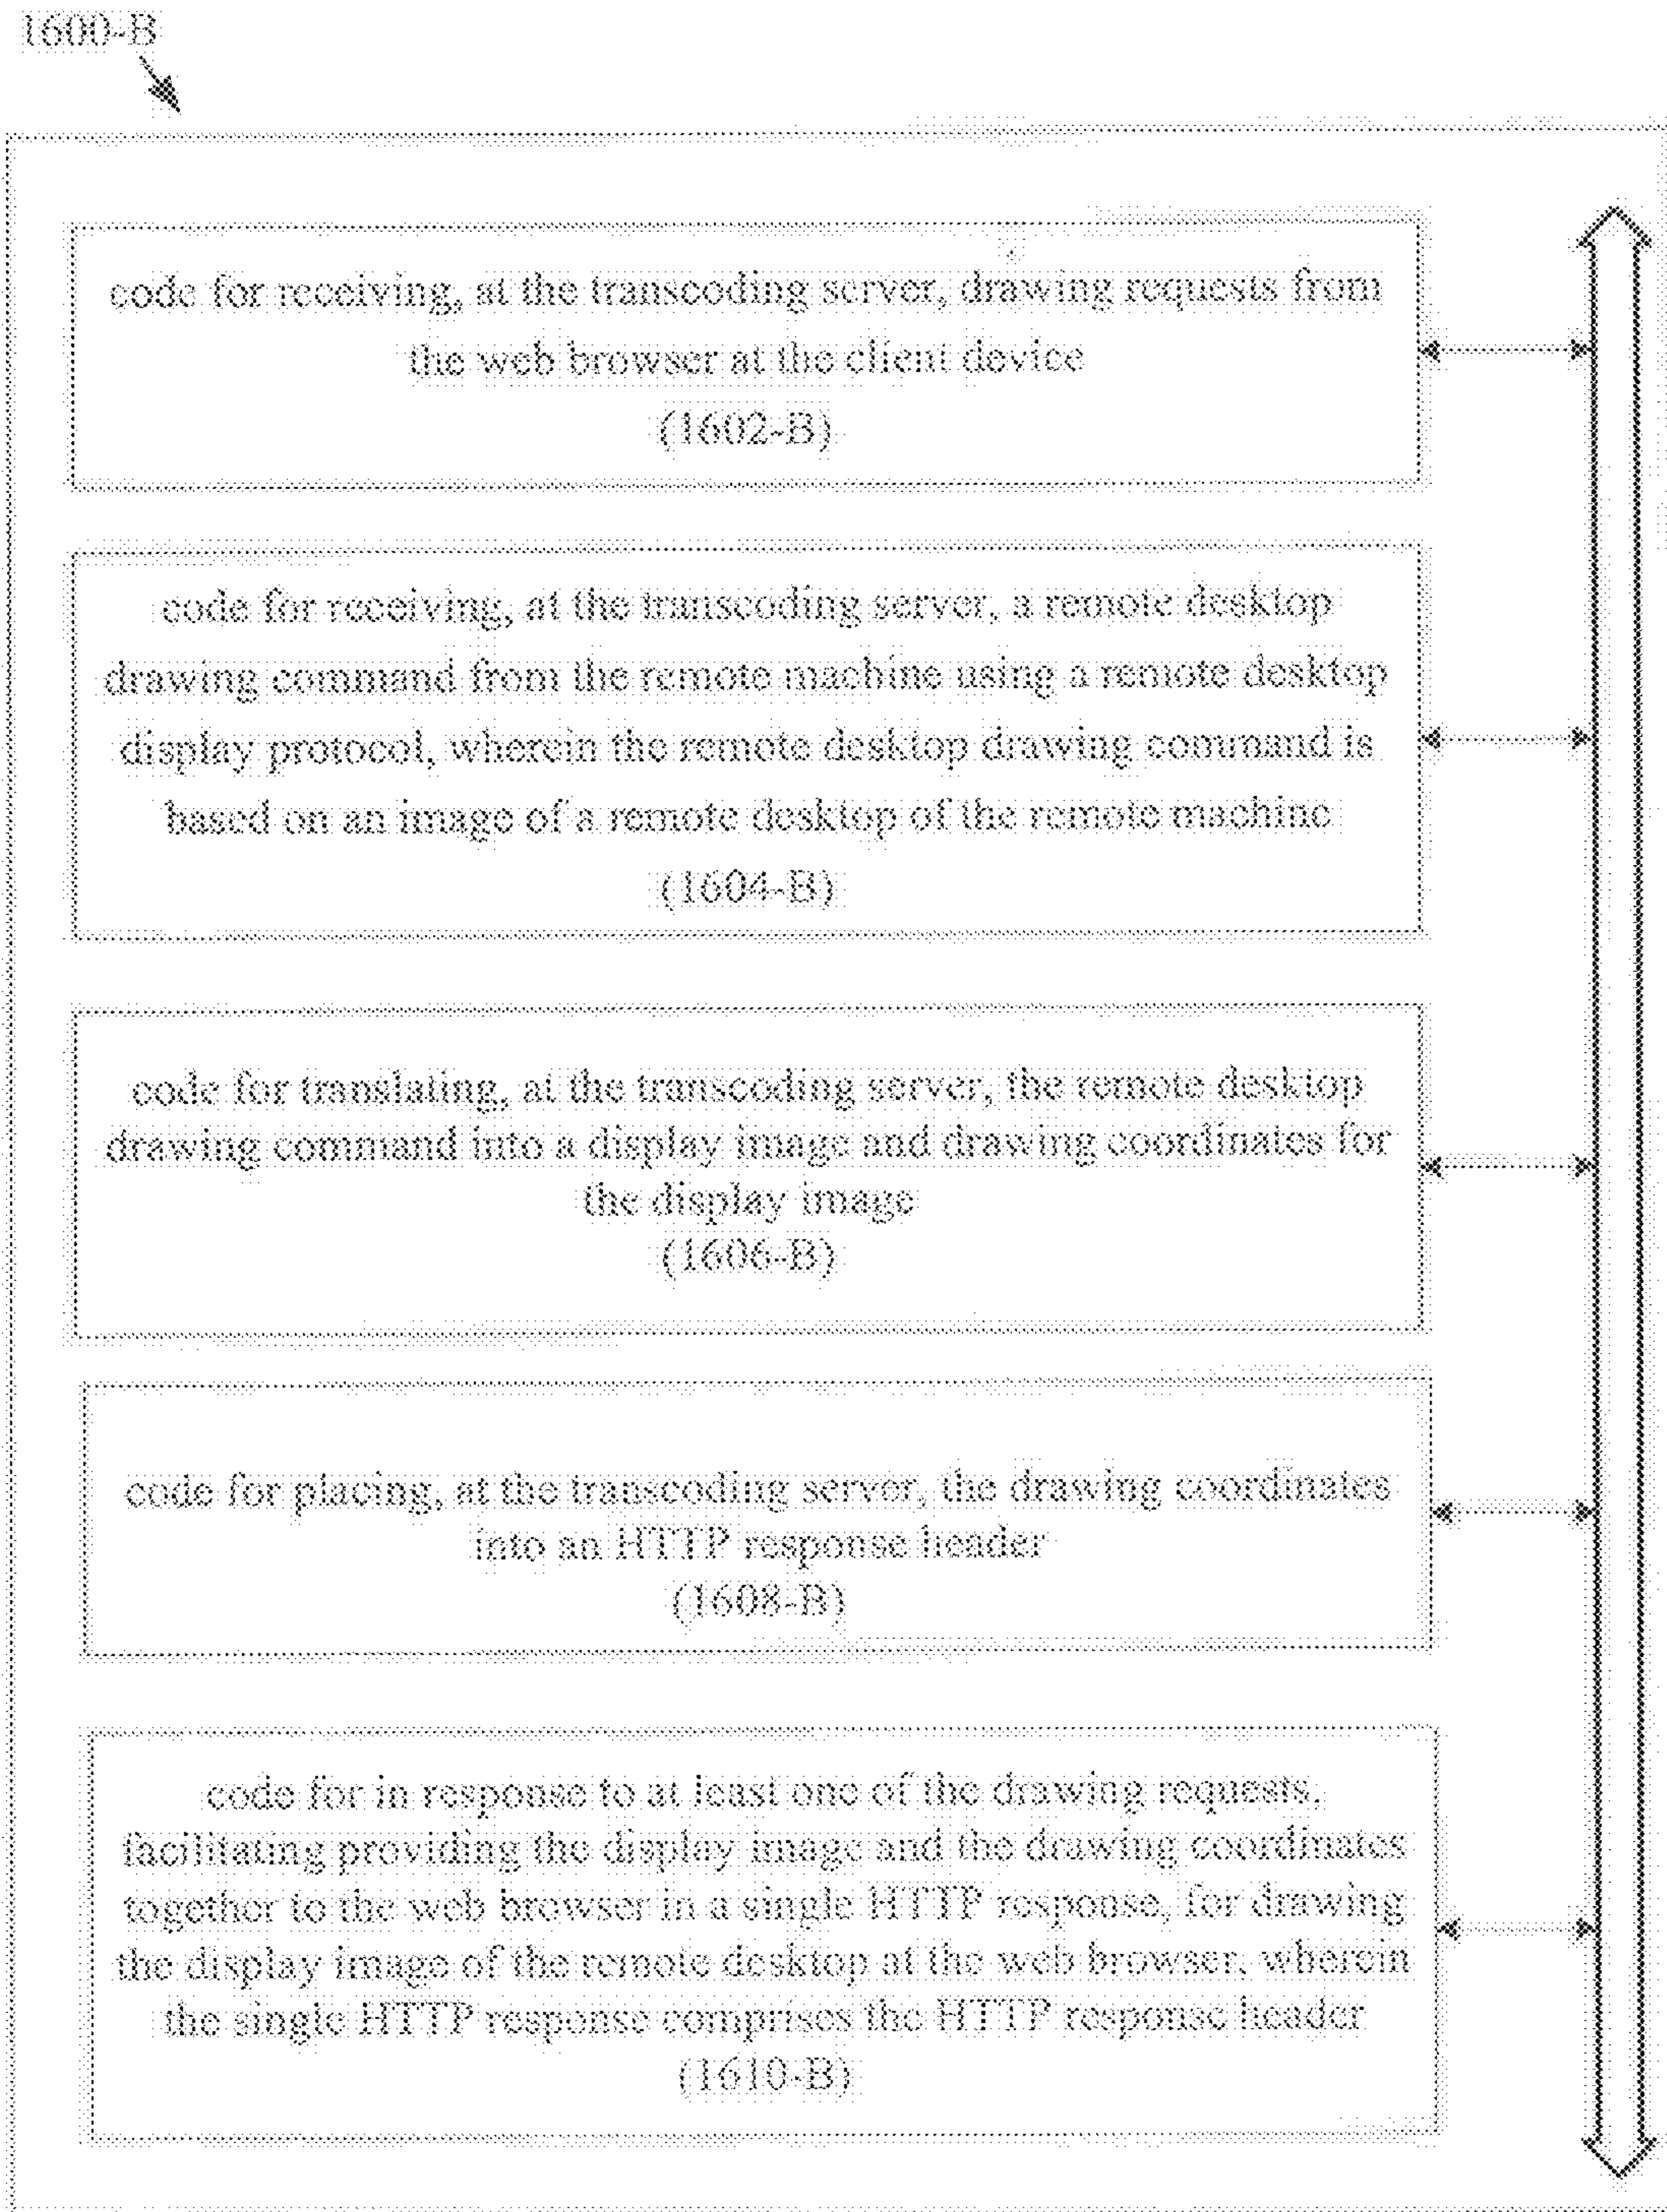 1600-B
code for receiving, at the transcoding server, drawing requests from
the web browser at the client device
(1602-B)
code for receiving, at the transcoding server, a remote desktop
drawing command from the remote machine using a remote desktop
display protocol, wherein the remote desktop drawing command is
based on an image of a remote desktop of the remote machine
(1604-B)
code for translating, at the transcoding server, the remote desktop
drawing command into a display image and drawing coordinates for
the display image
(1606-B)
code for placing, at the transcoding server, the drawing coordinates
into an HTTP response header
(1608-B)
code for in response to at least one of the drawing requests,
facilitating providing the display image and the drawing coordinates
together to the web browser in a single HTTP response, for drawing
the display image of the remote desktop at the web browser, wherein
the single HTTP response comprises the HTTP response header
(1610-B)